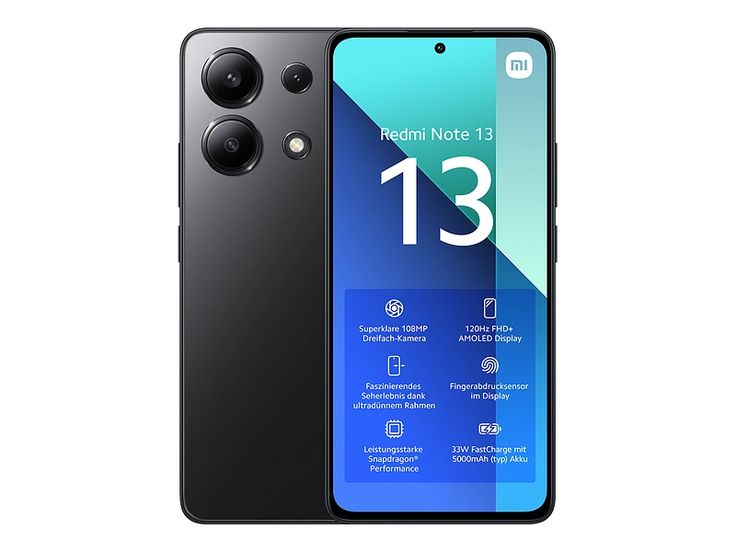 mi
Redmi Note 13
13
Superklare 108MP
Dreifach-Kamera
120Hz FHD+
AMOLED Display
Faszinierendes
Seherlebnis dank
ultradünnem Rahmen
Fingerabdrucksensor
im Display
Leistungsstarke
Snapdragon®
Performance
33W FastCharge mit
5000mAh (typ) Akku